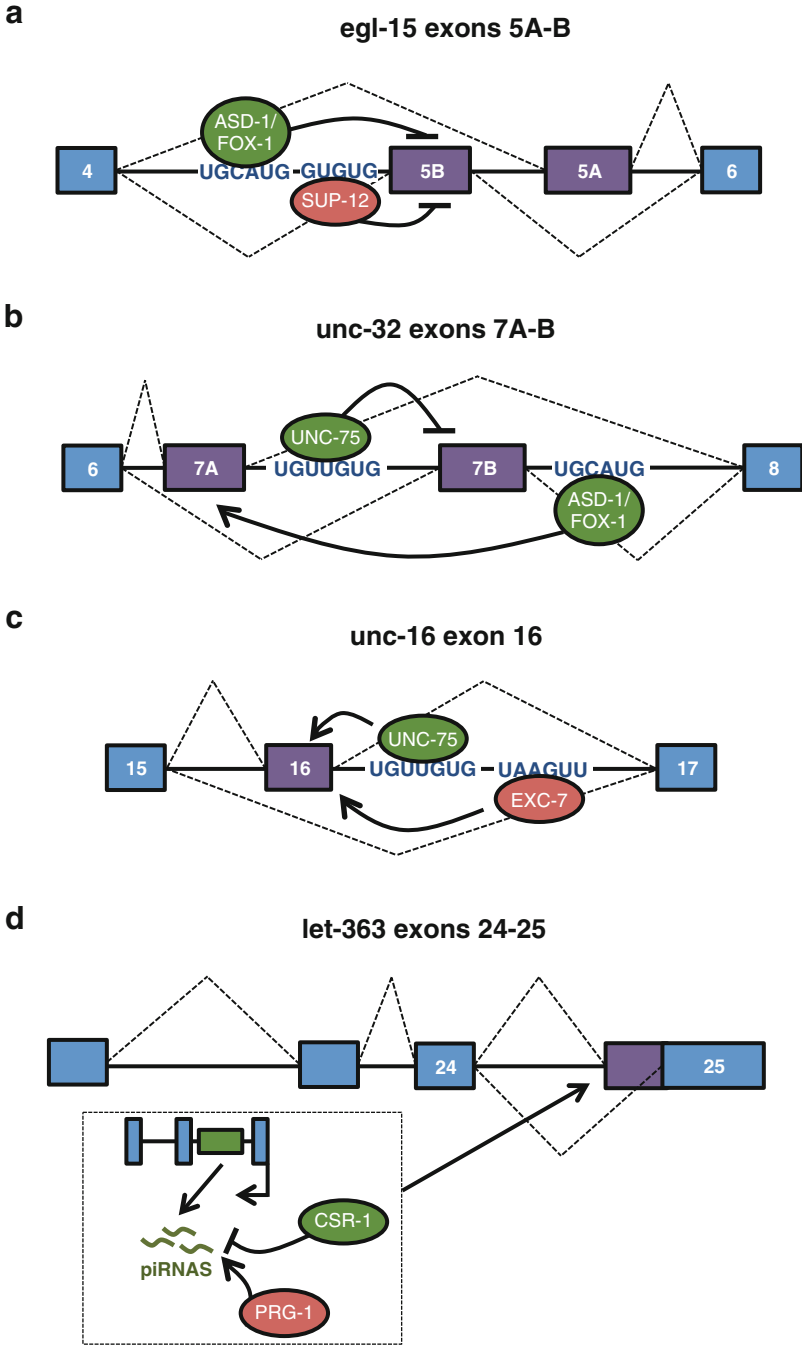 a
egl-15 exons 5A-B
ASD-1/
FOX-1
4
UGCAUG
GUGUG
5B
5A
6
SUP-12
b
unc-32 exons 7A-B
UNC-75
6
7A
UGUUGUG
7B
UGCAUG
8
ASD-1/
FOX-1
c
unc-16 exon 16
UNC-75
15
16
UGUUGUG
UAAGUU
17
EXC-7
d
let-363 exons 24-25
24
25
CSR-1
piRNAS
PRG-1